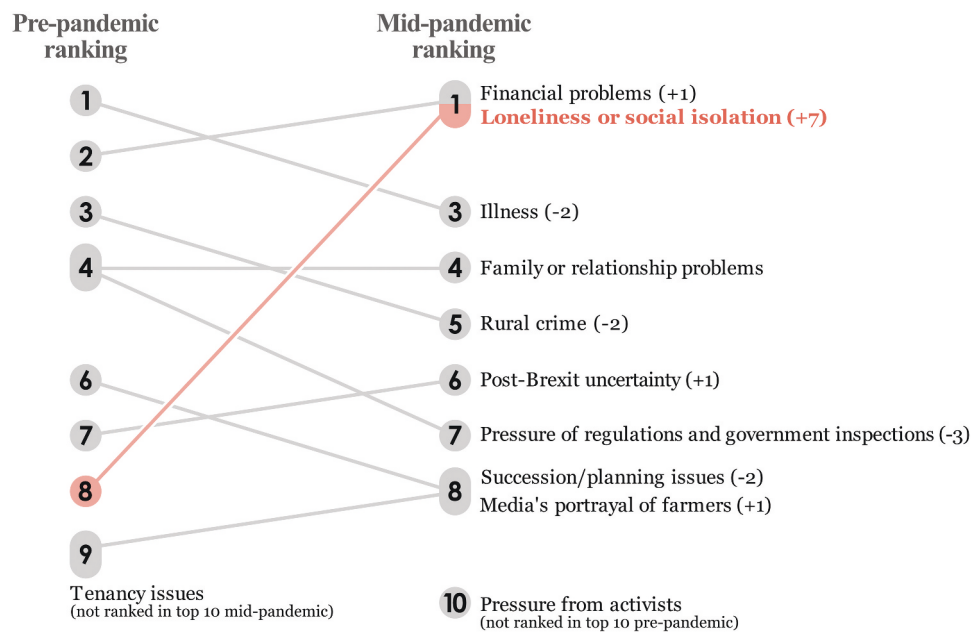 Pre-pandemic
ranking
Mid-pandemic
ranking
1
2
3
4
6
7
8
9
Tenancy issues
(not ranked in top 10 mid-pandemic)
1
Financial problems (+1)
Loneliness or social isolation (+7)
3
Illness (-2)
4
Family or relationship problems
5
Rural crime (-2)
6
Post-Brexit uncertainty (+1)
7
Pressure of regulations and government inspections (-3)
8
Succession/planning issues (-2)
Media's portrayal of farmers (+1)
10
Pressure from activists
(not ranked in top 10 pre-pandemic)